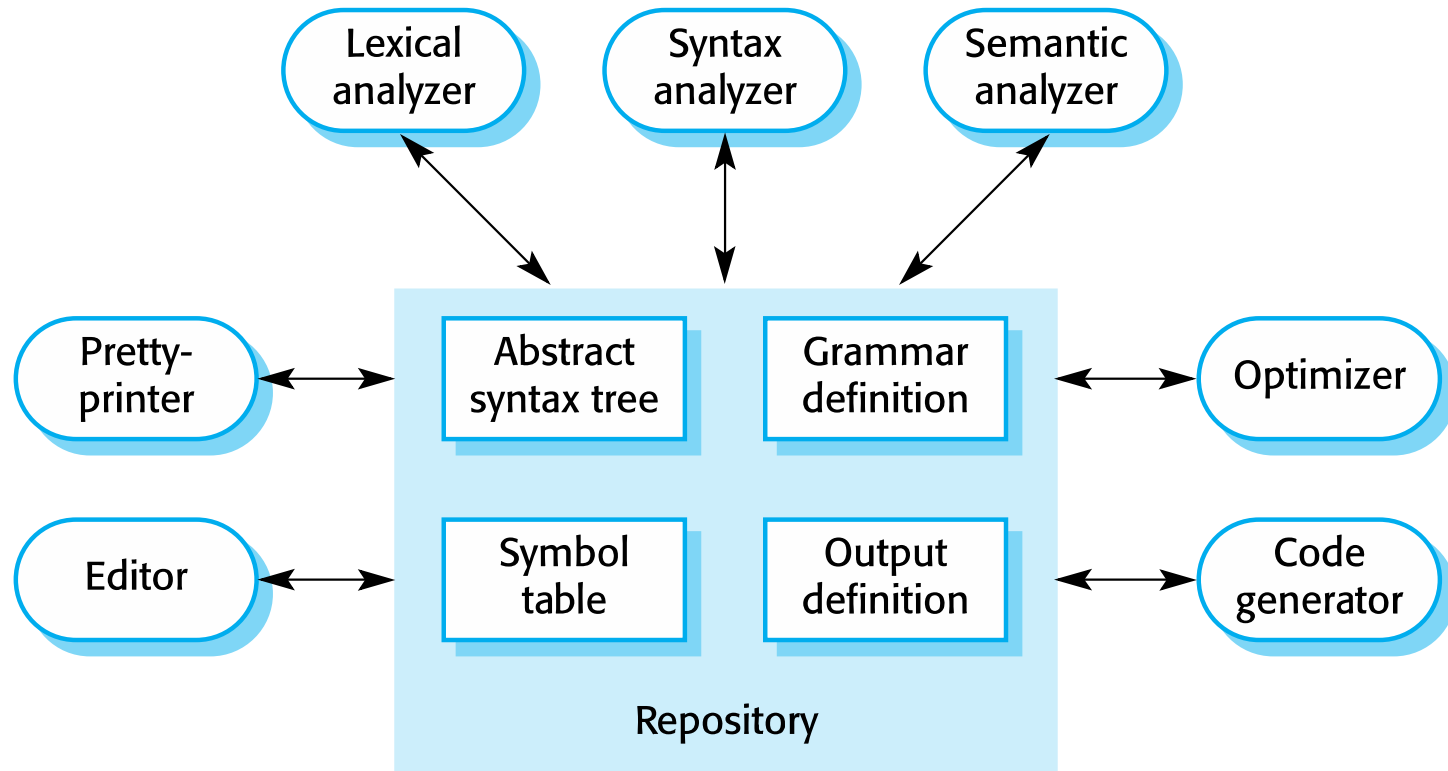 Lexical
analyzer
Syntax
analyzer
Semantic
analyzer
Pretty-
printer
Abstract
syntax tree
Grammar
definition
Optimizer
Editor
Symbol
table
Output
definition
Code
generator
Repository